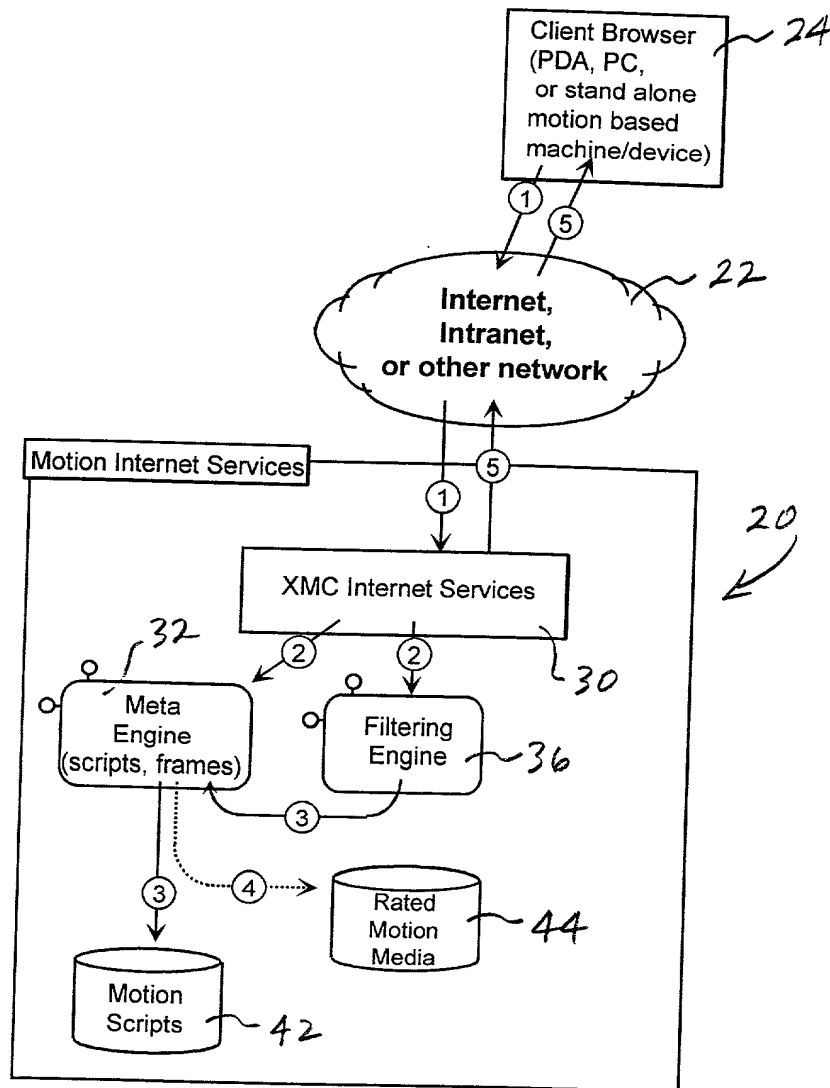 Client Browser
(PDA, PC,
or stand alone
motion based
machine/device)
24
1
5
Internet,
Intranet,
or other network
22
Motion Internet Services
1
5
20
XMC Internet Services
30
2
2
32
Meta
Engine
(scripts, frames)
Filtering
Engine
36
3
3
4
Rated
Motion
Media
44
Motion
Scripts
42